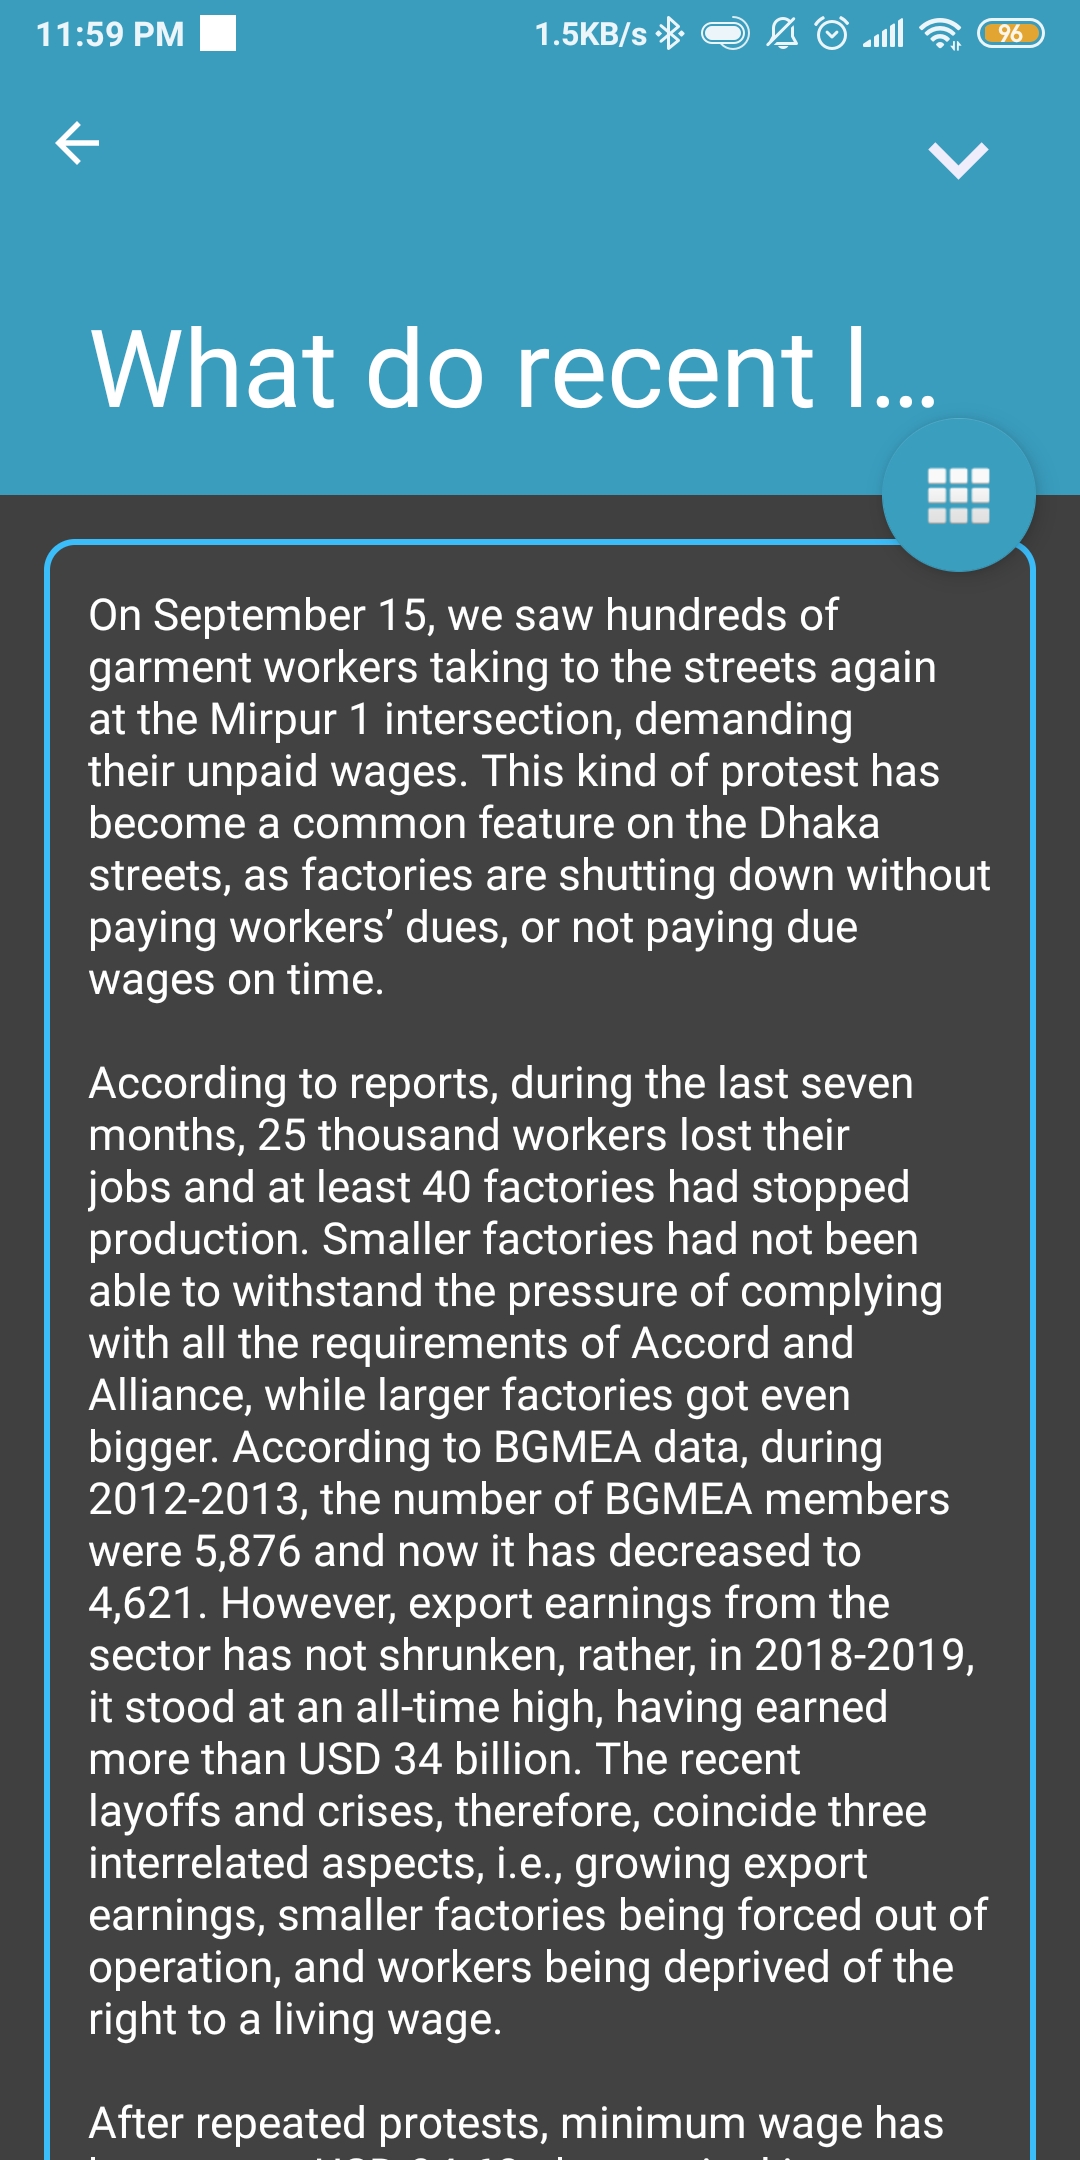 11:59 PM 1.5KB/s 96
What do recent l...
On September 15, we saw hundreds of
garment workers taking to the streets again
at the Mirpur 1 intersection, demanding
their unpaid wages. This kind of protest has
become a common feature on the Dhaka
streets, as factories are shutting down without
paying workers’ dues, or not paying due
wages on time.
According to reports, during the last seven
months, 25 thousand workers lost their
jobs and at least 40 factories had stopped
production. Smaller factories had not been
able to withstand the pressure of complying
with all the requirements of Accord and
Alliance, while larger factories got even
bigger. According to BGMEA data, during
2012-2013, the number of BGMEA members
were 5,876 and now it has decreased to
4,621. However, export earnings from the
sector has not shrunken, rather, in 2018-2019,
it stood at an all-time high, having earned
more than USD 34 billion. The recent
layoffs and crises, therefore, coincide three
interrelated aspects, i.e., growing export
earnings, smaller factories being forced out of
operation, and workers being deprived of the
right to a living wage.
After repeated protests, minimum wage has